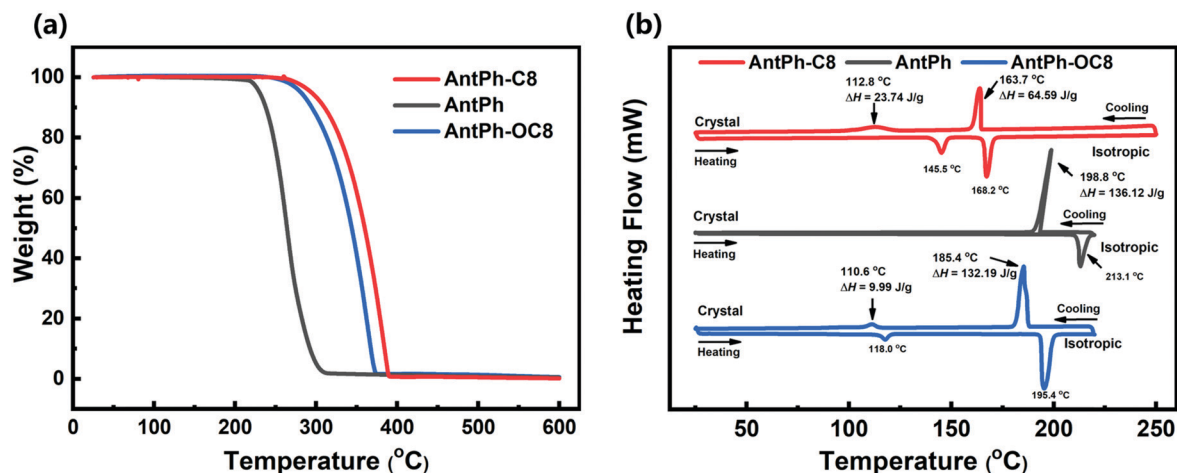 (a)
100
80
60
40
20
0
Weight (%)
AntPh-C8
AntPh
AntPh-OC8
0 100 200 300 400 500 600
Temperature (°C)
(b)
Heating Flow (mW)
AntPh-C8 AntPh AntPh-OC8
112.8 °C
ΔH = 23.74 J/g
163.7 °C
ΔH = 64.59 J/g
Crystal
Cooling
Heating
Isotropic
145.5 °C
168.2 °C
198.8 °C
ΔH = 136.12 J/g
Crystal
Cooling
Heating
Isotropic
213.1 °C
110.6 °C
ΔH = 9.99 J/g
185.4 °C
ΔH = 132.19 J/g
Crystal
Cooling
Heating
Isotropic
118.0 °C
195.4 °C
50 100 150 200 250
Temperature (°C)